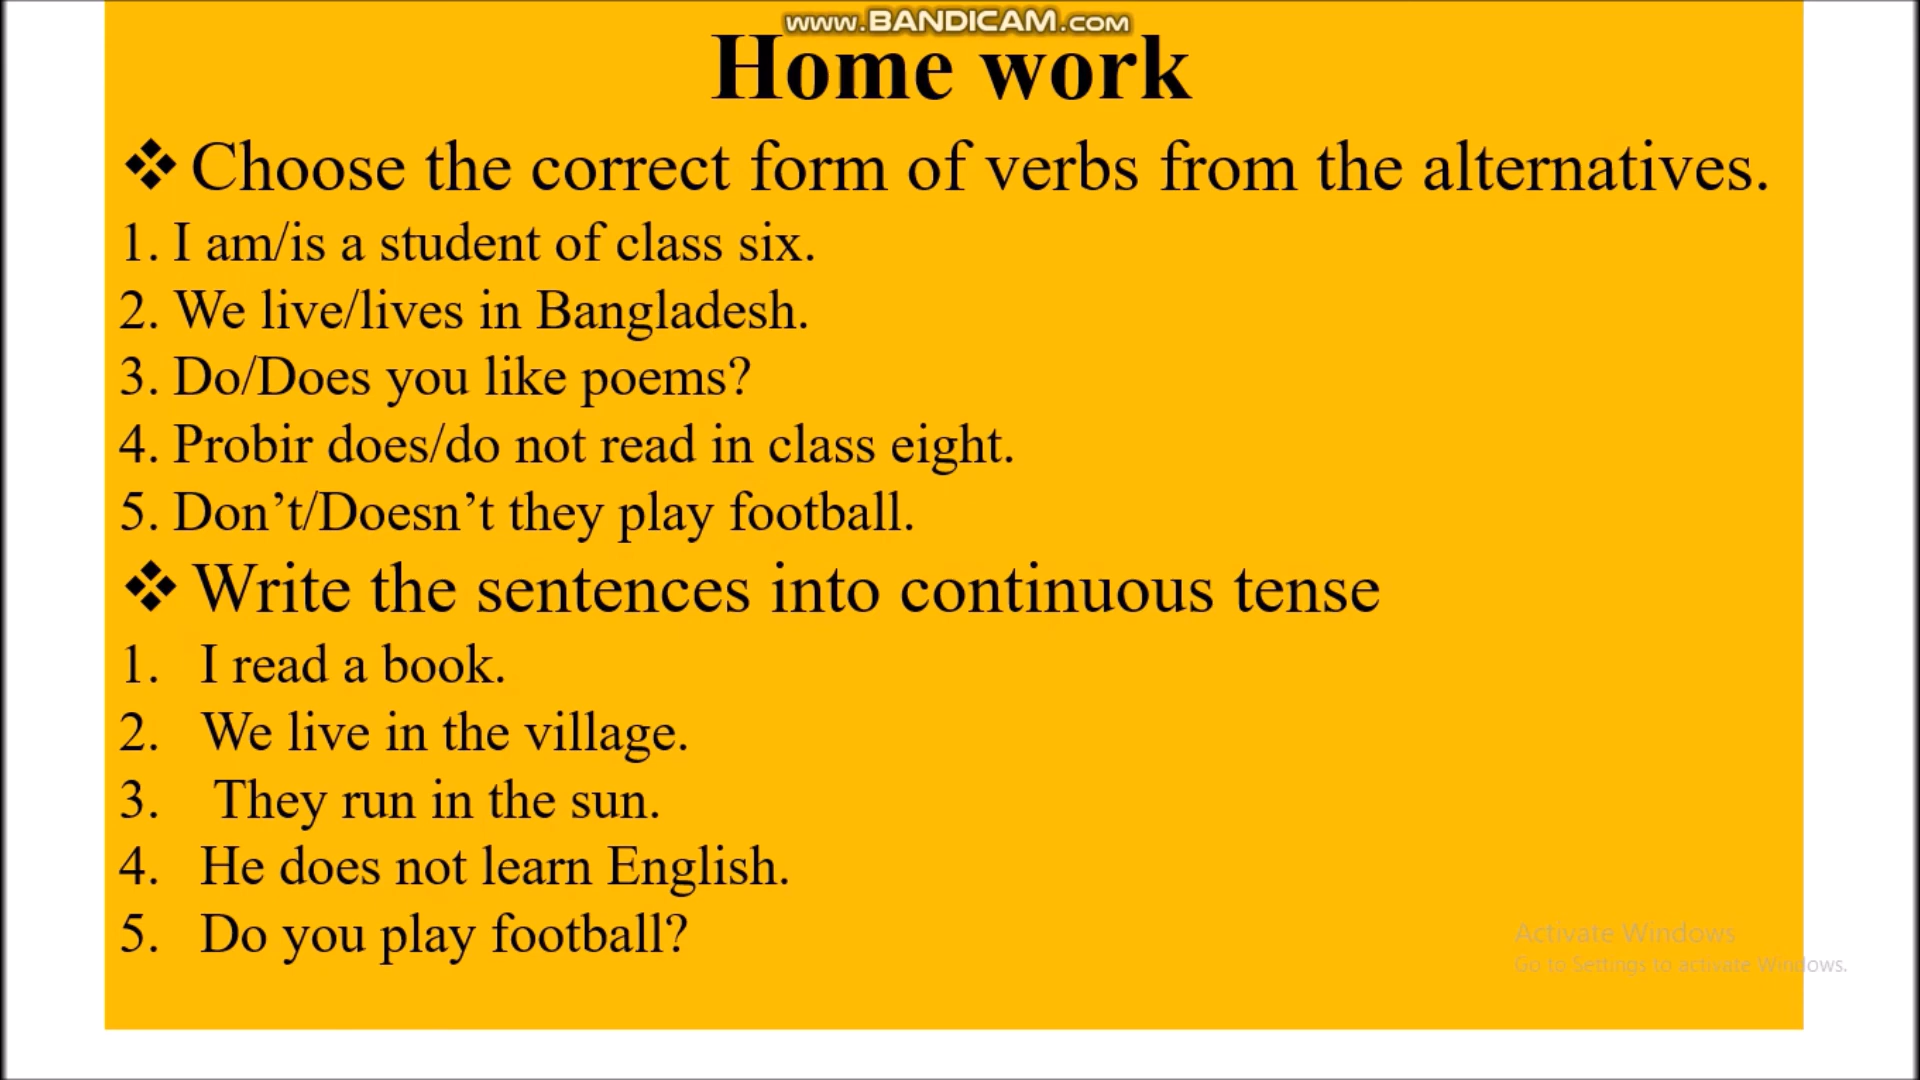 www.BANDICAM.com
Home work
❖ Choose the correct form of verbs from the alternatives.
1. I am/is a student of class six.
2. We live/lives in Bangladesh.
3. Do/Does you like poems?
4. Probir does/do not read in class eight.
5. Don’t/Doesn’t they play football.
❖ Write the sentences into continuous tense
1. I read a book.
2. We live in the village.
3. They run in the sun.
4. He does not learn English.
5. Do you play football?
Activate Windows
Go to Settings to activate Windows.